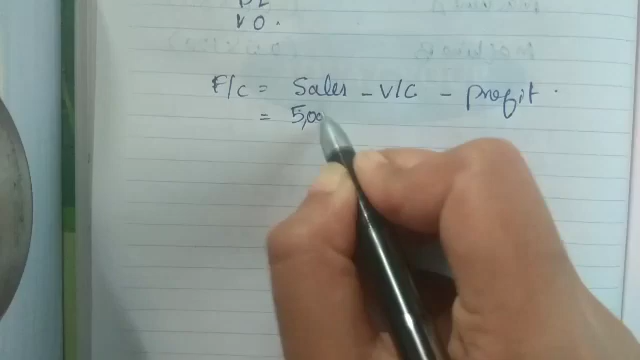 V O.
F/C = Sales - V/C - Profit.
= 5,00